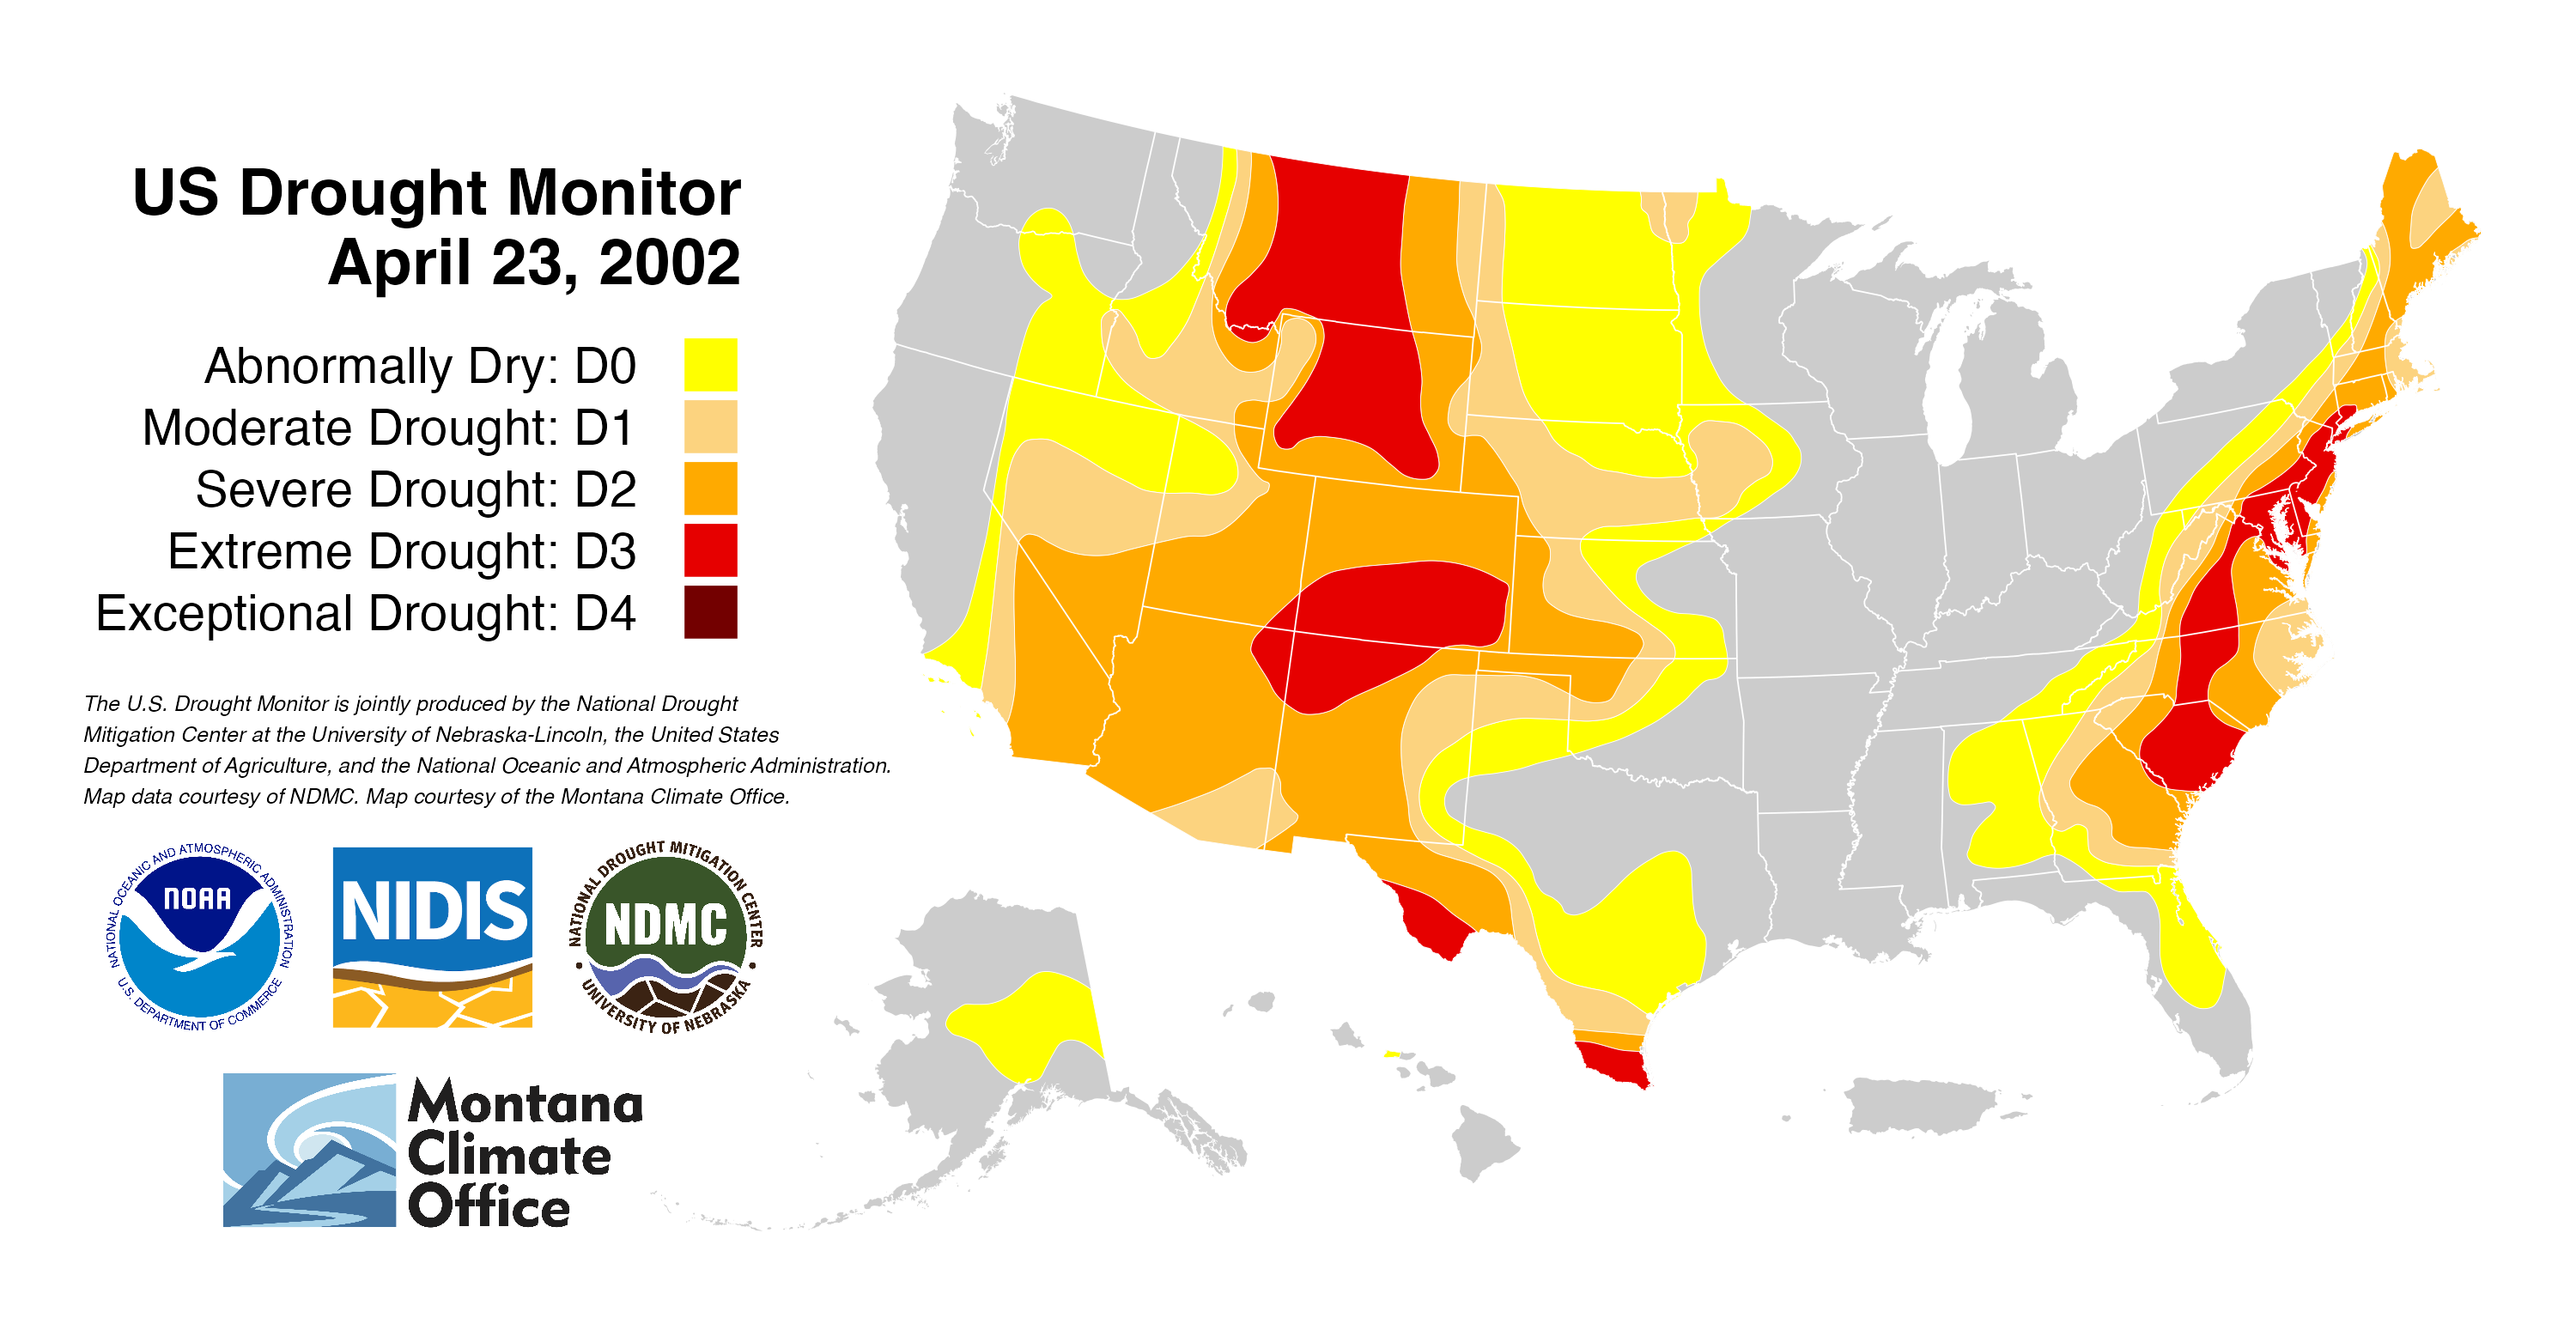 US Drought Monitor
April 23, 2002
Abnormally Dry: D0
Moderate Drought: D1
Severe Drought: D2
Extreme Drought: D3
Exceptional Drought: D4
The U.S. Drought Monitor is jointly produced by the National Drought
Mitigation Center at the University of Nebraska-Lincoln, the United States
Department of Agriculture, and the National Oceanic and Atmospheric Administration.
Map data courtesy of NDMC. Map courtesy of the Montana Climate Office.
NATIONAL OCEANIC AND ATMOSPHERIC ADMINISTRATION
NOAA
U.S. DEPARTMENT OF COMMERCE
NIDIS
NATIONAL DROUGHT MITIGATION CENTER
NDMC
UNIVERSITY OF NEBRASKA
Montana
Climate
Office